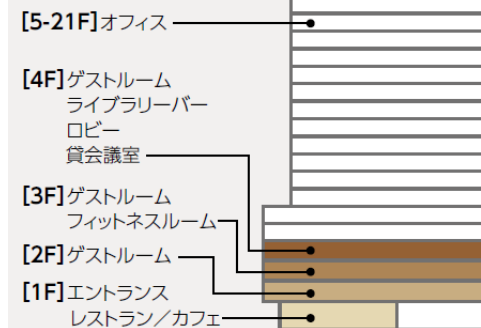 [5-21F]オフィス
[4F]ゲストルーム
ライブラリーバー
ロビー
貸会議室
[3F]ゲストルーム
フィットネスルーム
[2F]ゲストルーム
[1F]エントランス
レストラン／カフェ